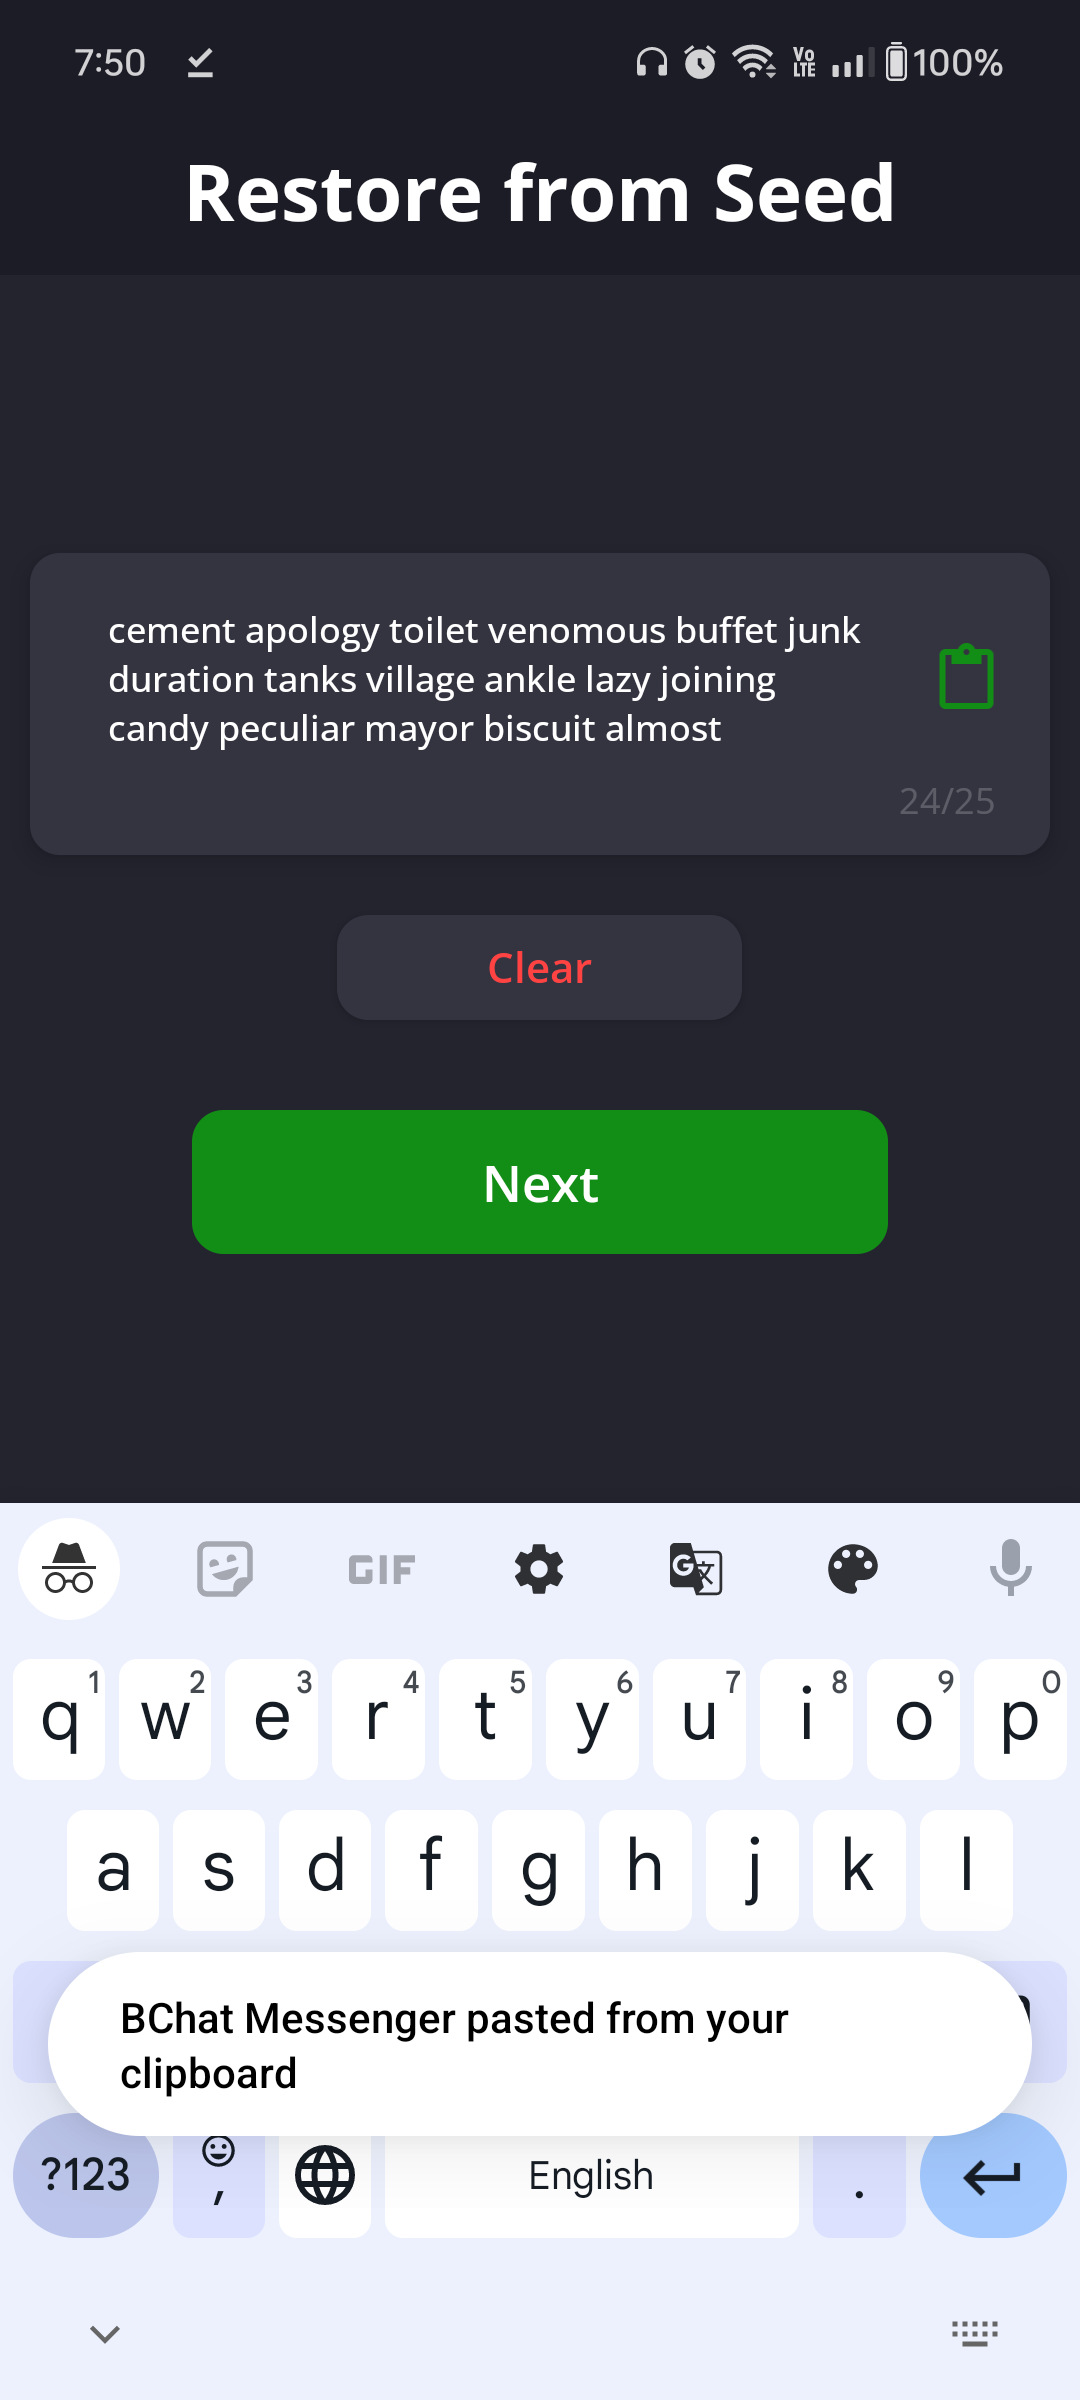 7:50
Vo LTE 100%
Restore from Seed
cement apology toilet venomous buffet junk
duration tanks village ankle lazy joining
candy peculiar mayor biscuit almost
24/25
Clear
Next
GIF
1 2 3 4 5 6 7 8 9 0
q w e r t y u i o p
a s d f g h j k l
BChat Messenger pasted from your
clipboard
?123 , English .